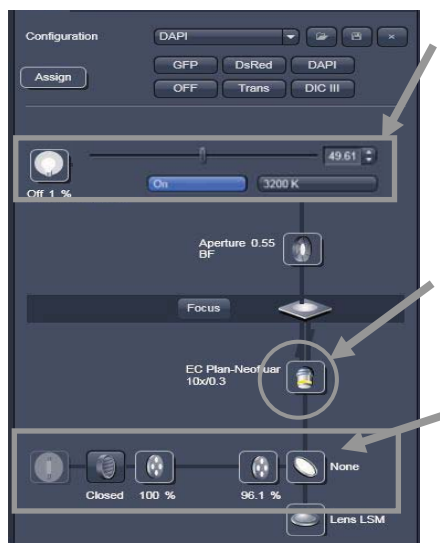 Configuration DAPI
Assign
GFP DsRed DAPI
OFF Trans DIC III
49.61
On 3200 K
Off 1 %
Aperture 0.55
BF
Focus
EC Plan-Neofluar
10x/0.3
None
Closed 100 % 96.1 %
Lens LSM